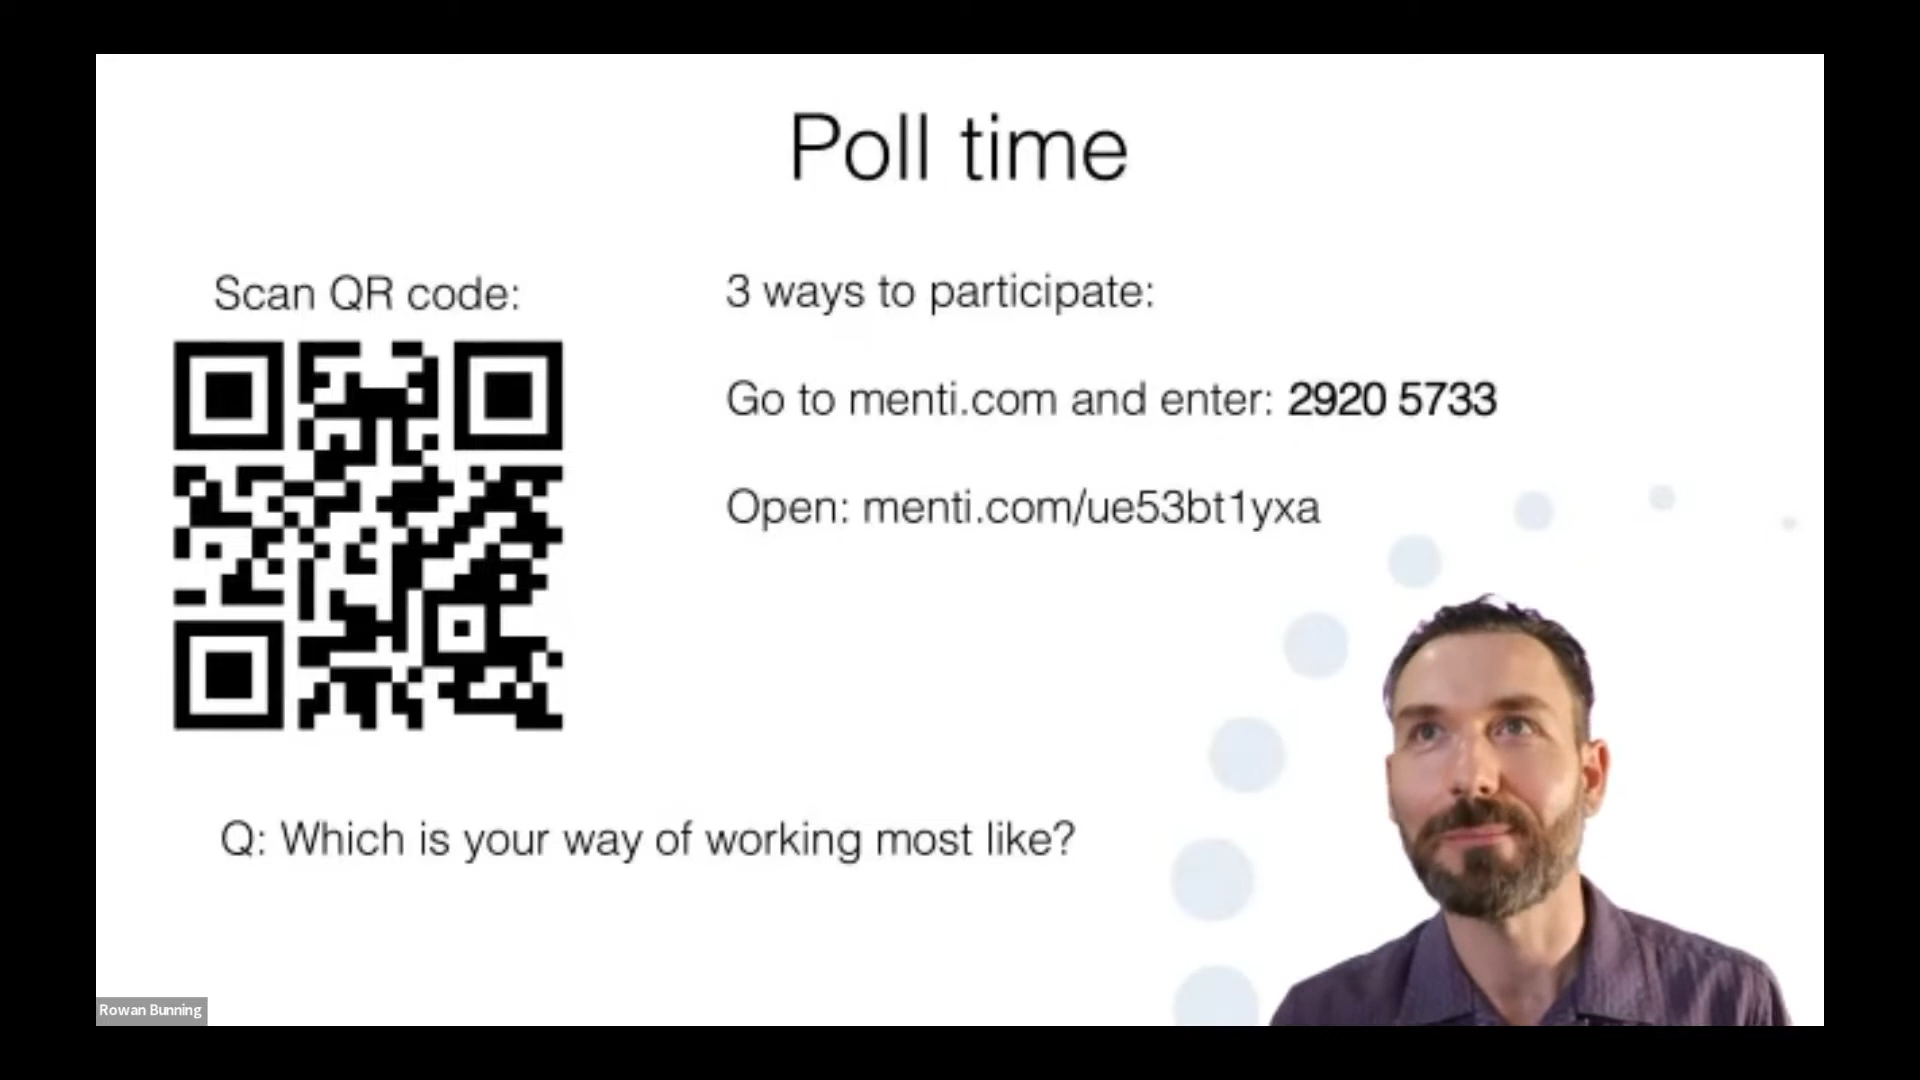 Poll time
Scan QR code:
3 ways to participate:
Go to menti.com and enter: 2920 5733
Open: menti.com/ue53bt1yxa
Q: Which is your way of working most like?
Rowan Bunning